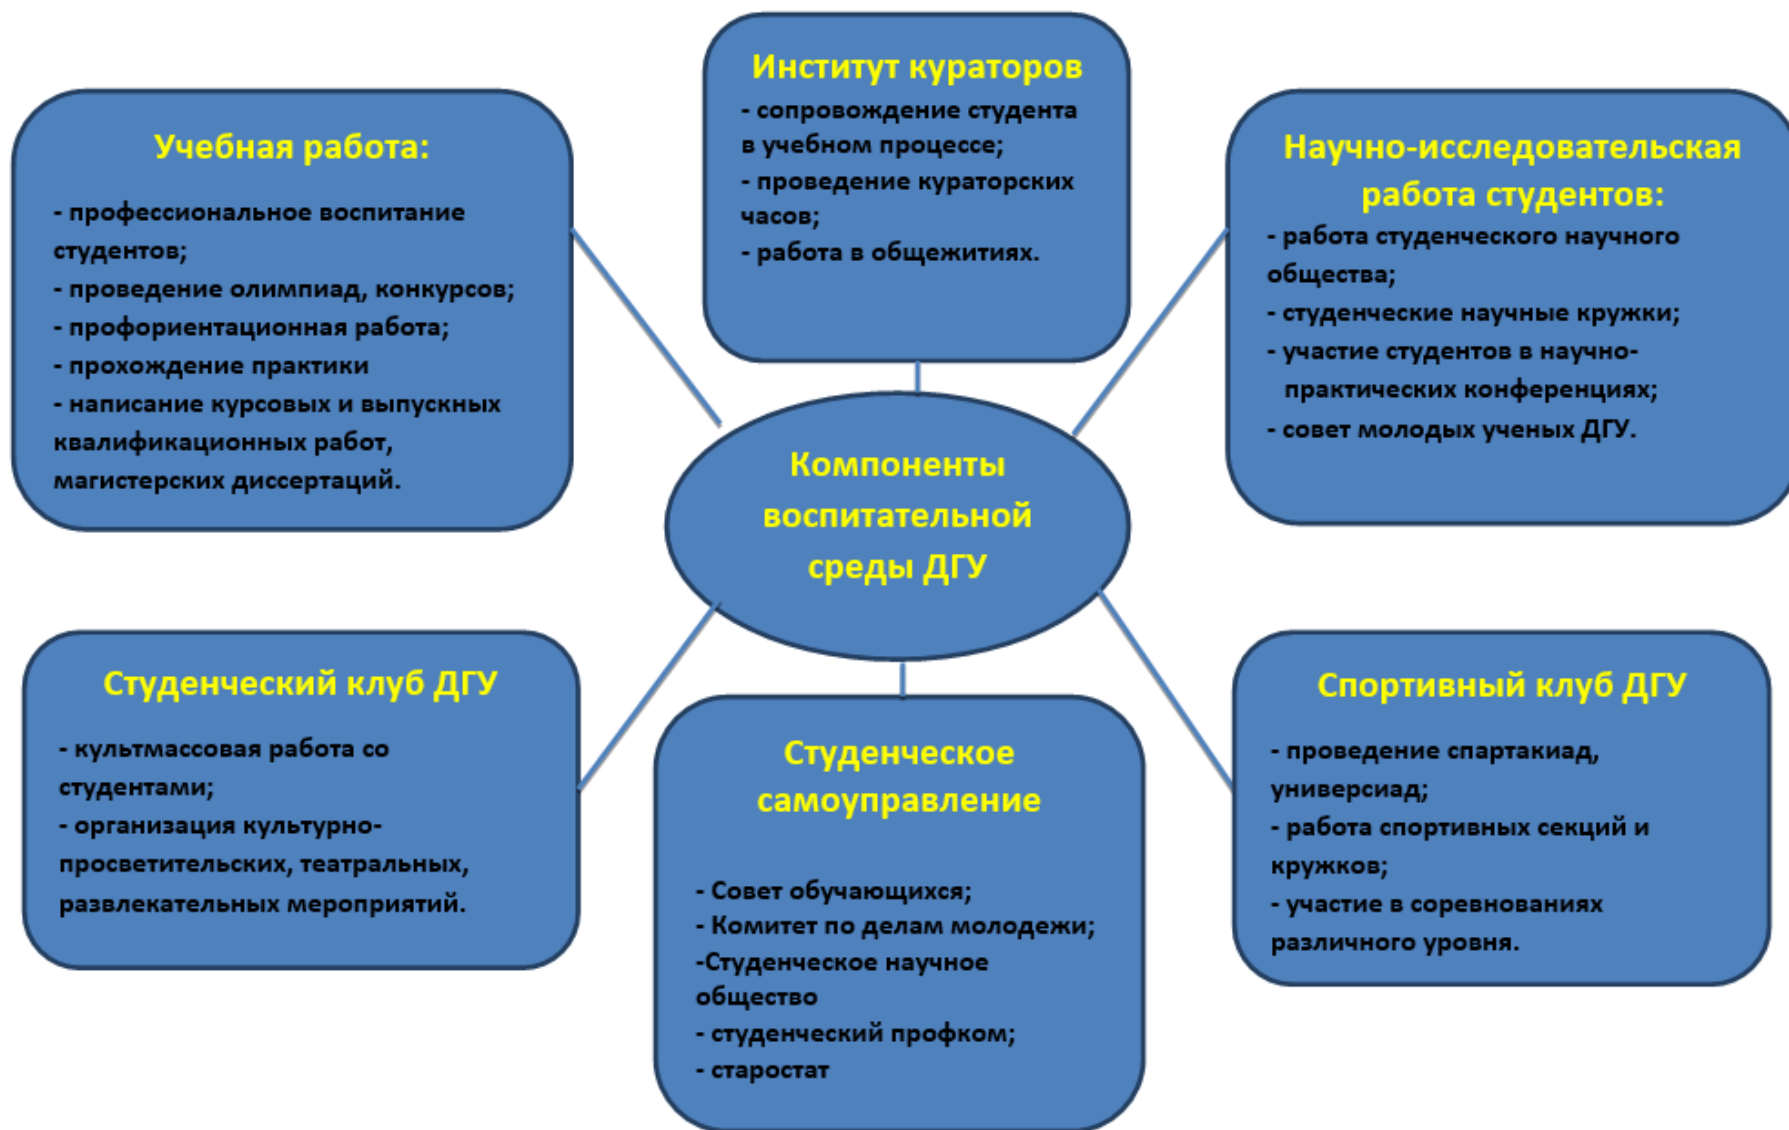 Институт кураторов
- сопровождение студента
в учебном процессе;
- проведение кураторских
часов;
- работа в общежитиях.
Учебная работа:
- профессиональное воспитание
студентов;
- проведение олимпиад, конкурсов;
- профориентационная работа;
- прохождение практики
- написание курсовых и выпускных
квалификационных работ,
магистерских диссертаций.
Научно-исследовательская
работа студентов:
- работа студенческого научного
общества;
- студенческие научные кружки;
- участие студентов в научно-
практических конференциях;
- совет молодых ученых ДГУ.
Компоненты
воспитательной
среды ДГУ
Студенческий клуб ДГУ
- культмассовая работа со
студентами;
- организация культурно-
просветительских, театральных,
развлекательных мероприятий.
Студенческое
самоуправление
- Совет обучающихся;
- Комитет по делам молодежи;
-Студенческое научное
общество
- студенческий профком;
- старостат
Спортивный клуб ДГУ
- проведение спартакиад,
универсиад;
- работа спортивных секций и
кружков;
- участие в соревнованиях
различного уровня.